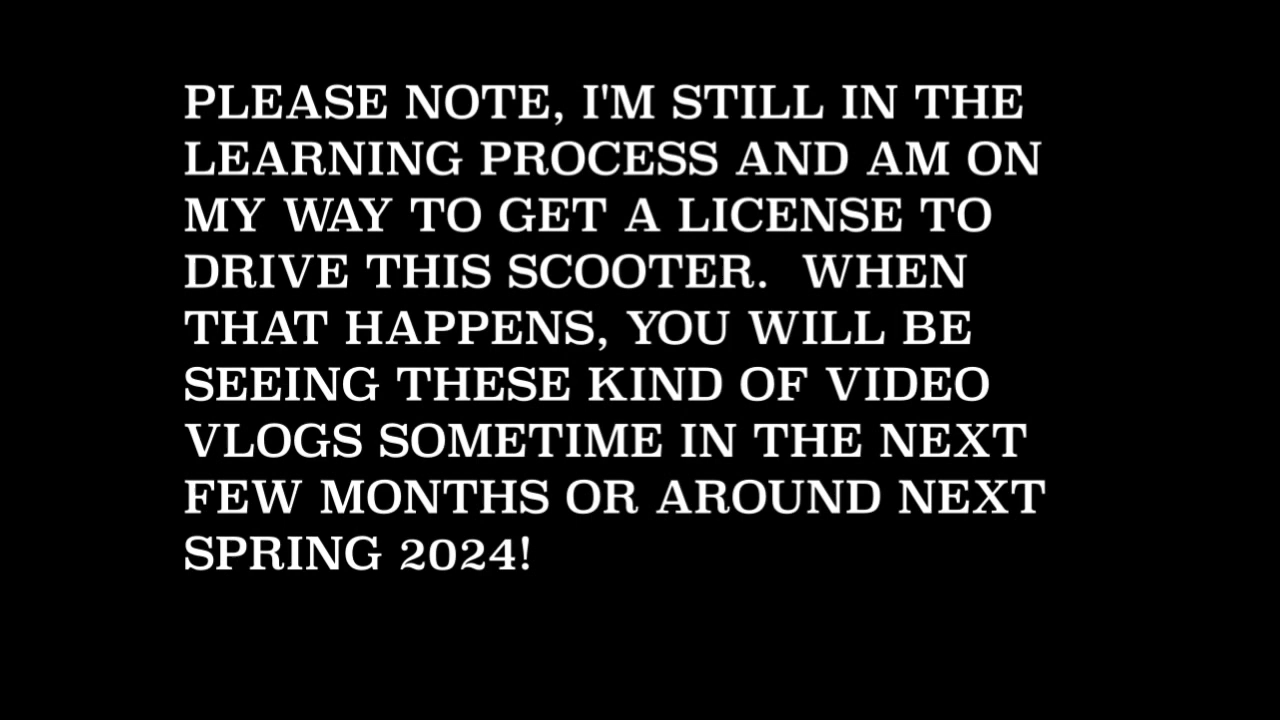 PLEASE NOTE, I'M STILL IN THE
LEARNING PROCESS AND AM ON
MY WAY TO GET A LICENSE TO
DRIVE THIS SCOOTER.  WHEN
THAT HAPPENS, YOU WILL BE
SEEING THESE KIND OF VIDEO
VLOGS SOMETIME IN THE NEXT
FEW MONTHS OR AROUND NEXT
SPRING 2024!